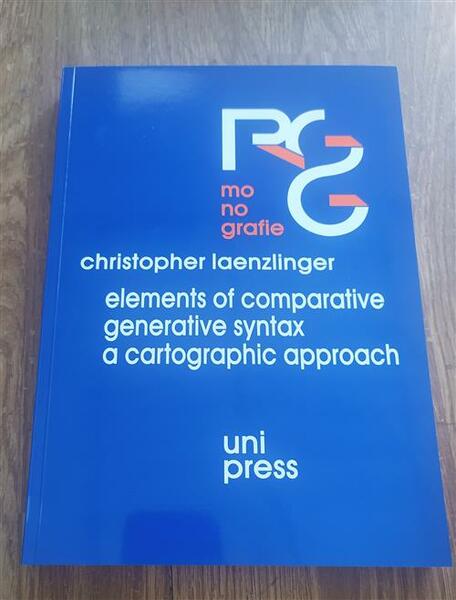 RGG
mo
no
grafie
christopher laenzlinger
elements of comparative
generative syntax
a cartographic approach
uni
press